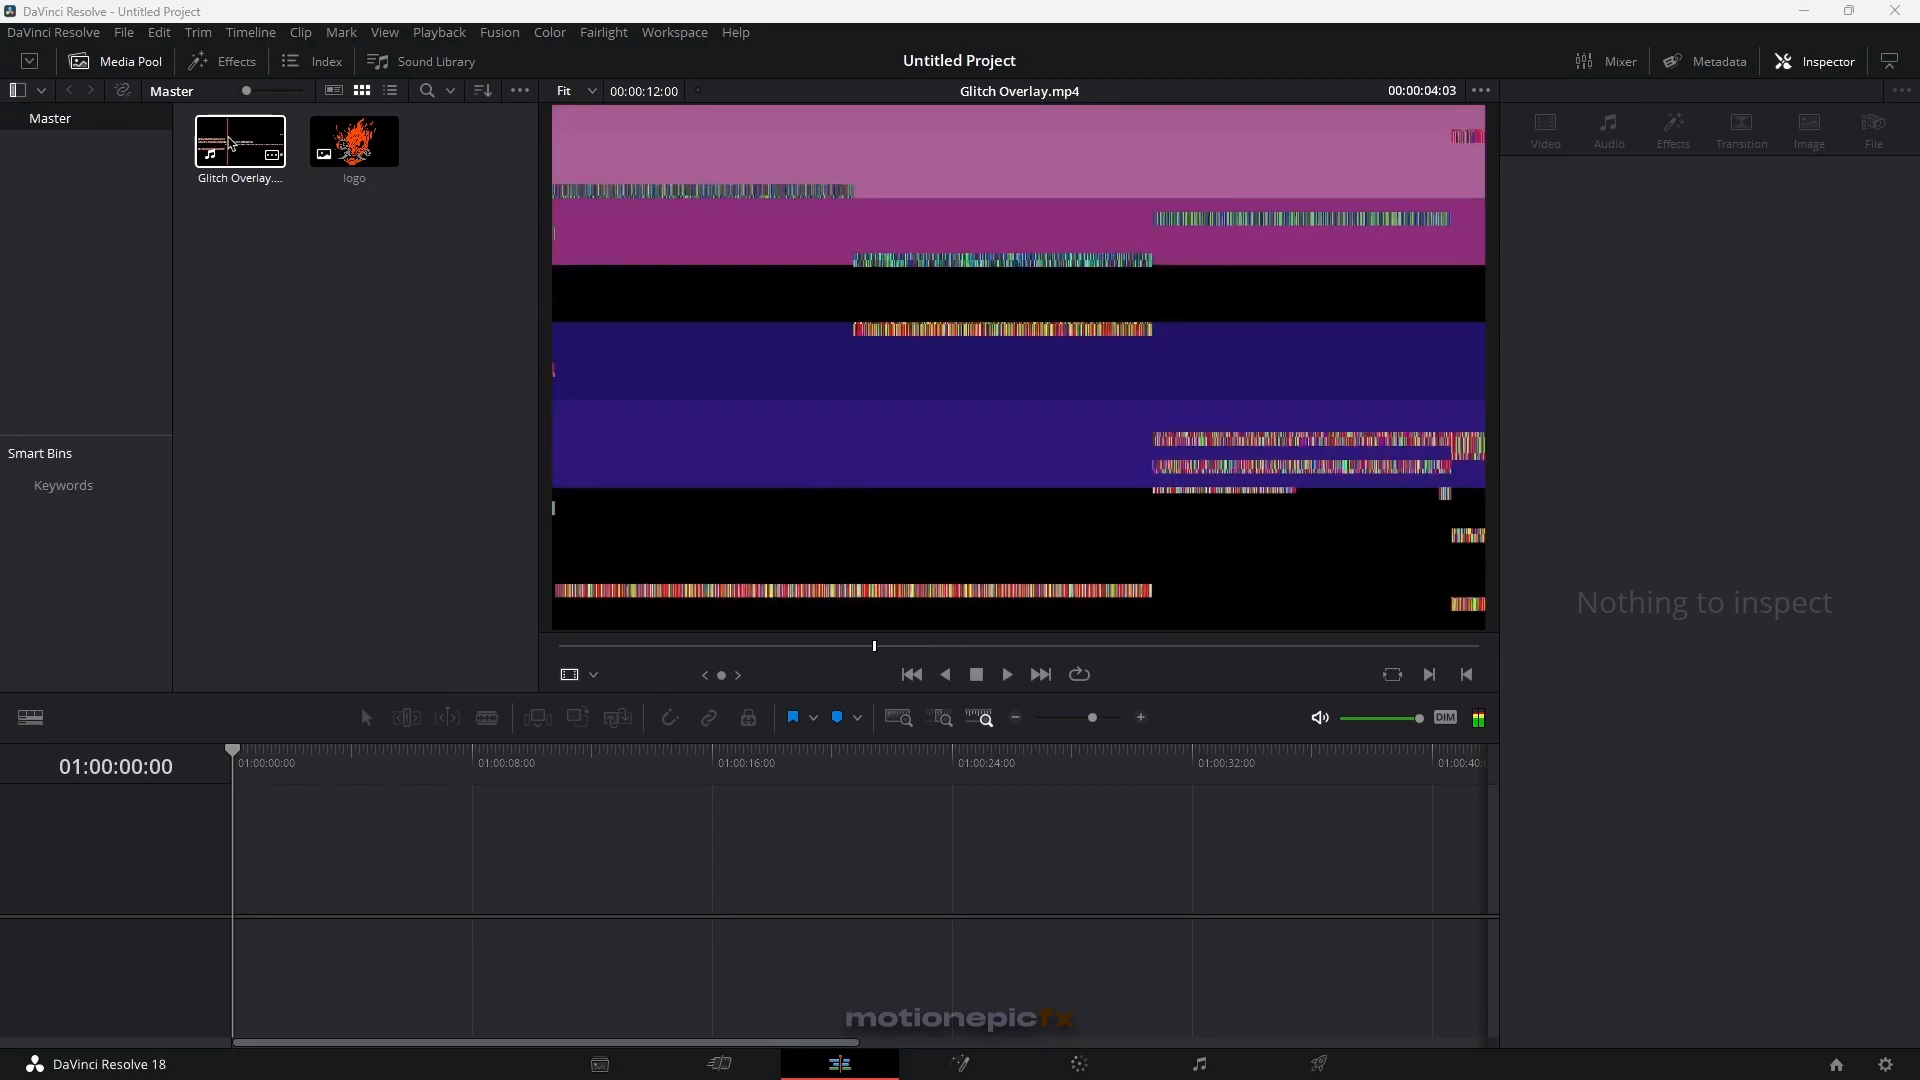 DaVinci Resolve - Untitled Project
DaVinci Resolve File Edit Trim Timeline Clip Mark View Playback Fusion Color Fairlight Workspace Help
Media Pool Effects Index Sound Library Untitled Project Mixer Metadata Inspector
Master Fit 00:00:12:00 Glitch Overlay.mp4 00:00:04:03
Master
Video Audio Effects Transition Image File
Glitch Overlay.... logo
Smart Bins
Keywords
Nothing to inspect
DIM
01:00:00:00 01:00:00:00 01:00:08:00 01:00:16:00 01:00:24:00 01:00:32:00 01:00:40:
motionepicfx
DaVinci Resolve 18